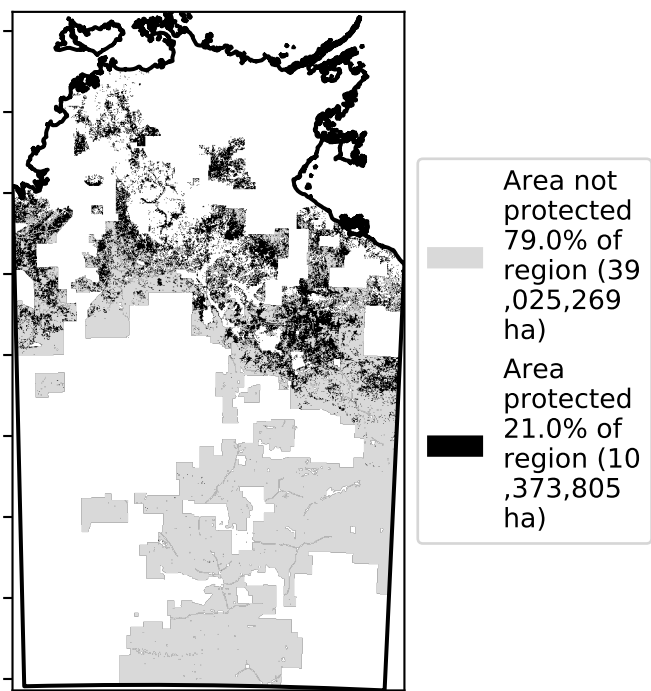 Area not
protected
79.0% of
region (39
,025,269
ha)
Area
protected
21.0% of
region (10
,373,805
ha)